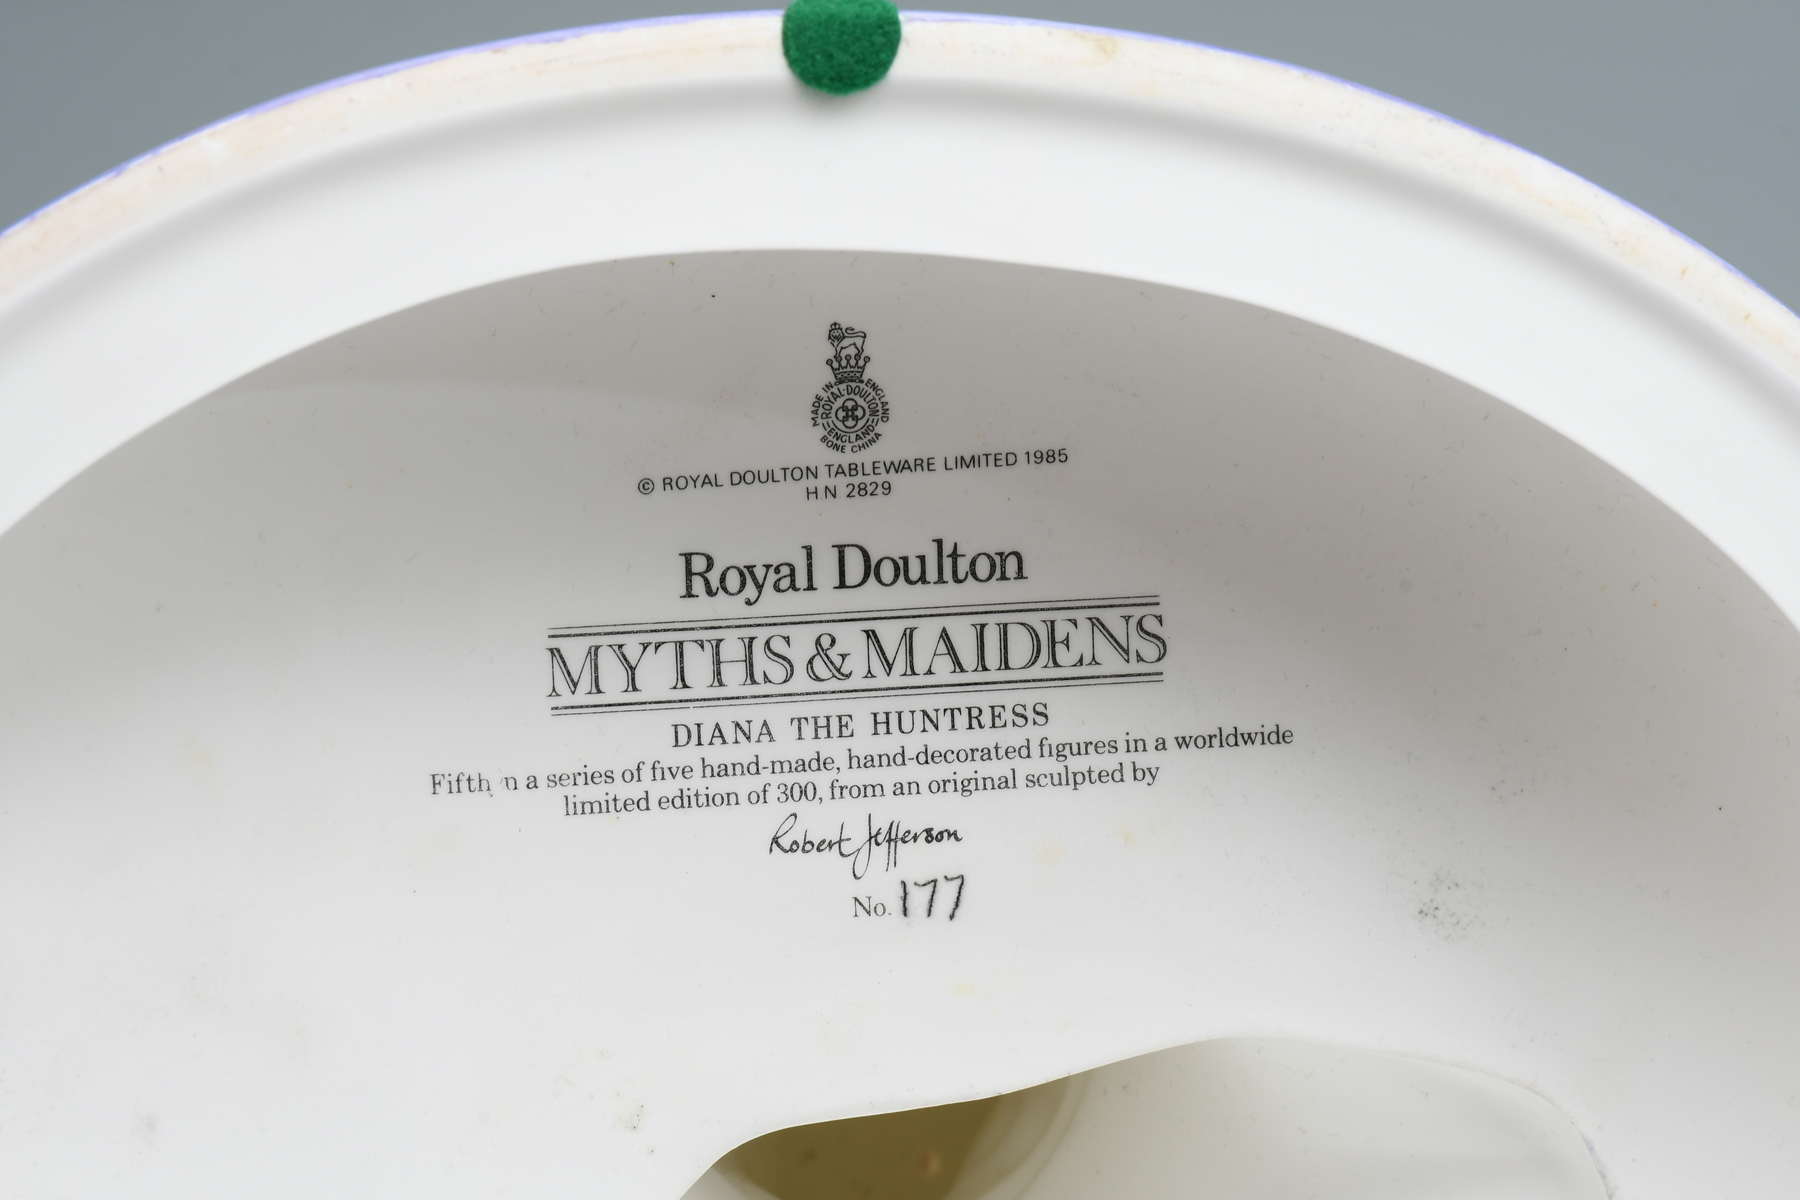 MADE IN ENGLAND
ROYAL · DOULTON
ENGLAND
BONE CHINA
© ROYAL DOULTON TABLEWARE LIMITED 1985
H.N. 2829
Royal Doulton
MYTHS & MAIDENS
DIANA THE HUNTRESS
Fifth in a series of five hand-made, hand-decorated figures in a worldwide
limited edition of 300, from an original sculpted by
Robert Jefferson
No. 177